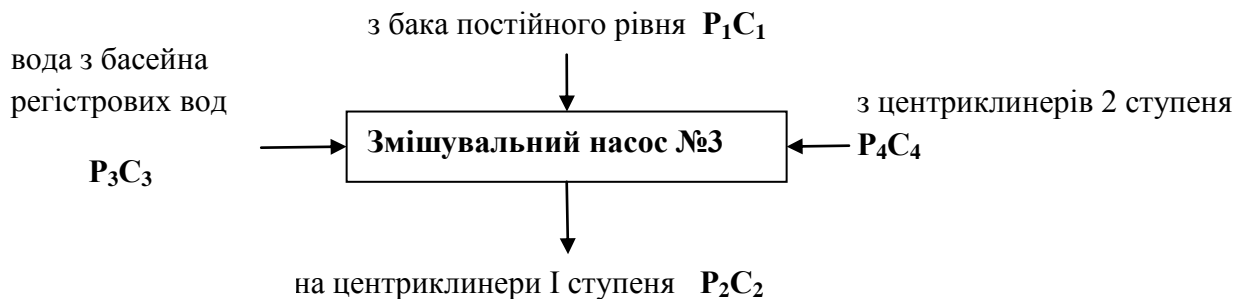 з бака постійного рівня P₁C₁
вода з басейна
регістрових вод
P₃C₃
Змішувальний насос №3
з центриклинерів 2 ступеня
P₄C₄
на центриклинери І ступеня P₂C₂